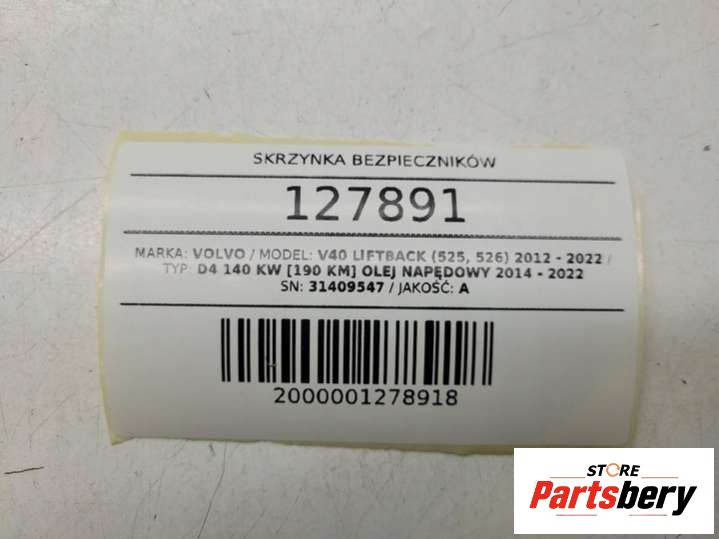 SKRZYNKA BEZPIECZNIKÓW
127891
MARKA: VOLVO / MODEL: V40 LIFTBACK (525, 526) 2012 - 2022 /
TYP: D4 140 KW [190 KM] OLEJ NAPĘDOWY 2014 - 2022
SN: 31409547 / JAKOŚĆ: A
2000001278918
STORE
Partsbery